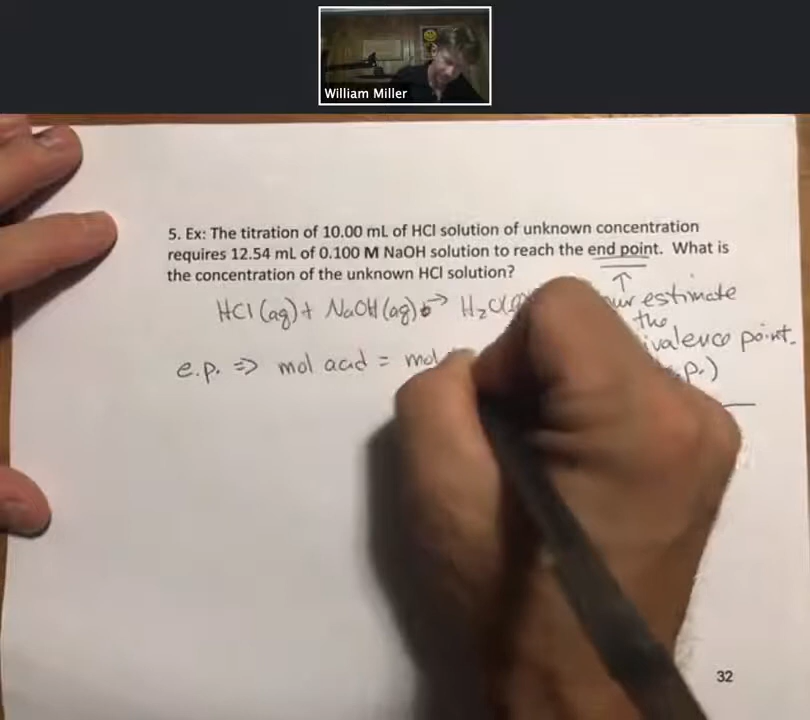 William Miller
5. Ex: The titration of 10.00 mL of HCl solution of unknown concentration
requires 12.54 mL of 0.100 M NaOH solution to reach the end point. What is
the concentration of the unknown HCl solution?
HCl(aq) + NaOH(aq) → H2O(
estimate
the
point.
e.p. ⇒ mol acid = mol
p.)
32